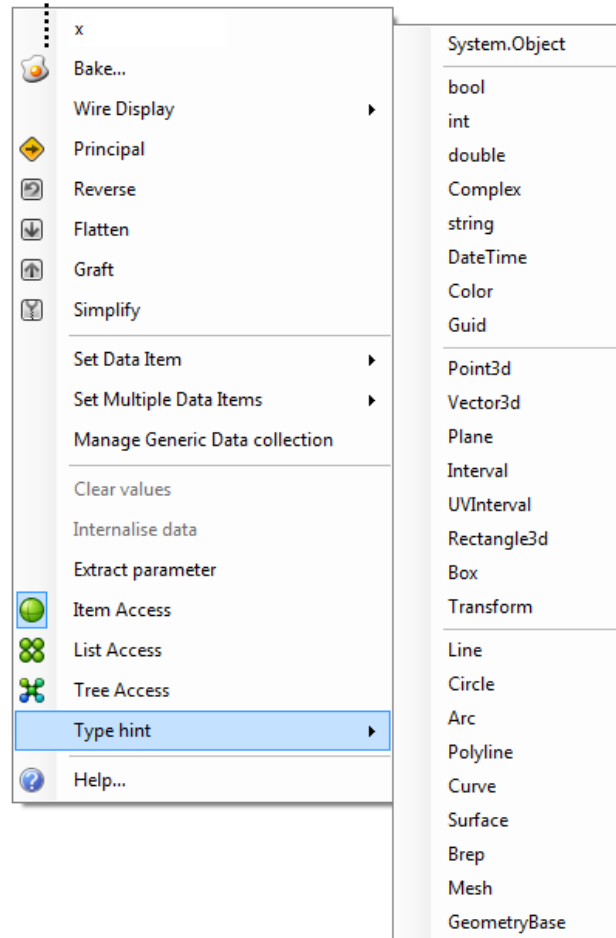 x
Bake...
Wire Display
Principal
Reverse
Flatten
Graft
Simplify
Set Data Item
Set Multiple Data Items
Manage Generic Data collection
Clear values
Internalise data
Extract parameter
Item Access
List Access
Tree Access
Type hint
Help...
System.Object
bool
int
double
Complex
string
DateTime
Color
Guid
Point3d
Vector3d
Plane
Interval
UVInterval
Rectangle3d
Box
Transform
Line
Circle
Arc
Polyline
Curve
Surface
Brep
Mesh
GeometryBase